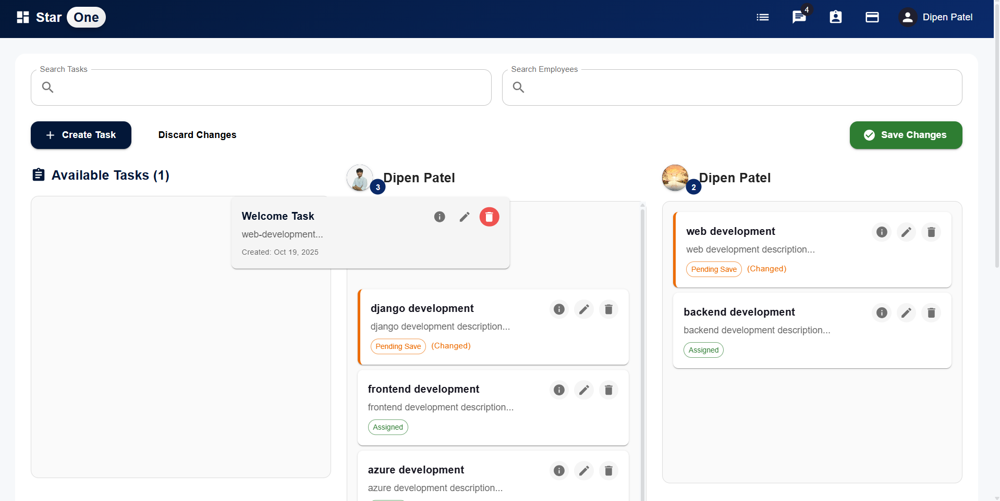 Star One
4
Dipen Patel
Search Tasks
Search Employees
Create Task
Discard Changes
Save Changes
Available Tasks (1)
Welcome Task
web-development...
Created: Oct 19, 2025
3
Dipen Patel
django development
django development description...
Pending Save (Changed)
frontend development
frontend development description...
Assigned
azure development
azure development description...
2
Dipen Patel
web development
web development description...
Pending Save (Changed)
backend development
backend development description...
Assigned